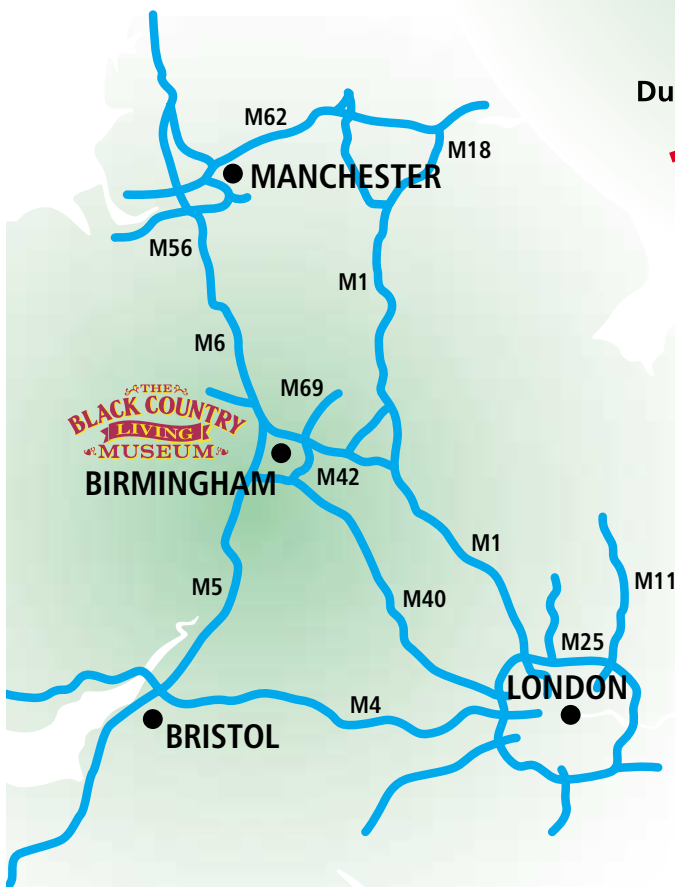 Du
M62
M18
MANCHESTER
M56
M1
M6
M69
THE
BLACK COUNTRY
LIVING
MUSEUM
BIRMINGHAM
M42
M1
M11
M5
M40
M25
LONDON
M4
BRISTOL